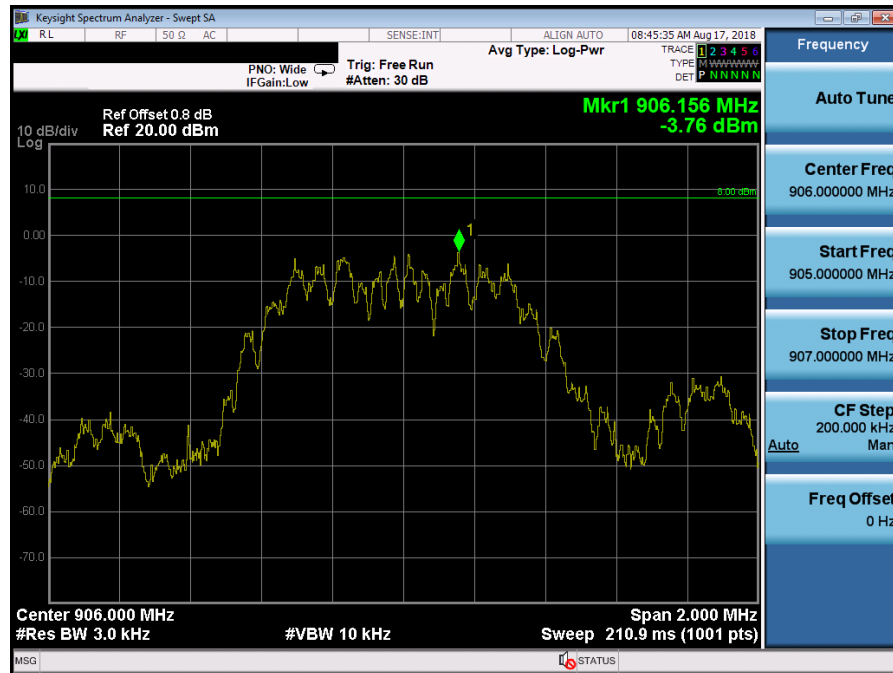 Keysight Spectrum Analyzer - Swept SA
LXI RL RF 50 Ω AC SENSE:INT ALIGN AUTO 08:45:35 AM Aug 17, 2018
Frequency
Avg Type: Log-Pwr
TRACE 1 2 3 4 5 6
TYPE M WWWWW
DET P N N N N N
PNO: Wide
IFGain:Low
Trig: Free Run
#Atten: 30 dB
Auto Tune
Mkr1 906.156 MHz
-3.76 dBm
Ref Offset 0.8 dB
Ref 20.00 dBm
10 dB/div
Log
10.0
8.00 dBm
0.00
1
-10.0
-20.0
-30.0
-40.0
-50.0
-60.0
-70.0
Center Freq
906.000000 MHz
Start Freq
905.000000 MHz
Stop Freq
907.000000 MHz
CF Step
200.000 kHz
Auto Man
Freq Offset
0 Hz
Center 906.000 MHz Span 2.000 MHz
#Res BW 3.0 kHz #VBW 10 kHz Sweep 210.9 ms (1001 pts)
MSG STATUS